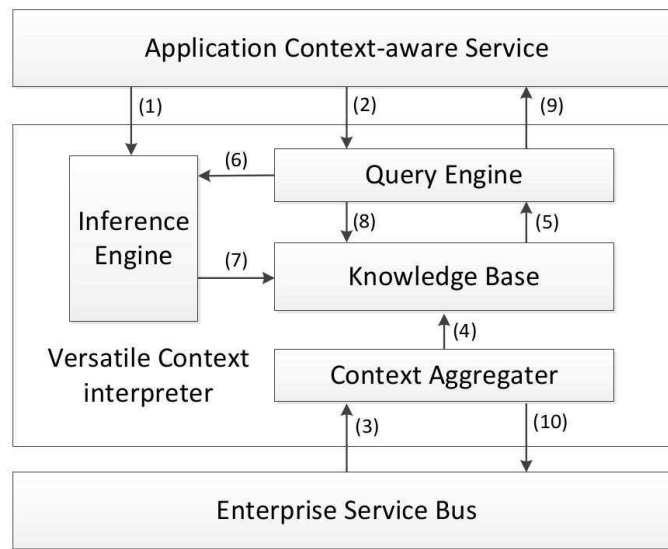 Application Context-aware Service
(1)
(2)
(9)
(6)
Query Engine
Inference
Engine
(8)
(5)
(7)
Knowledge Base
(4)
Versatile Context
interpreter
Context Aggregater
(3)
(10)
Enterprise Service Bus